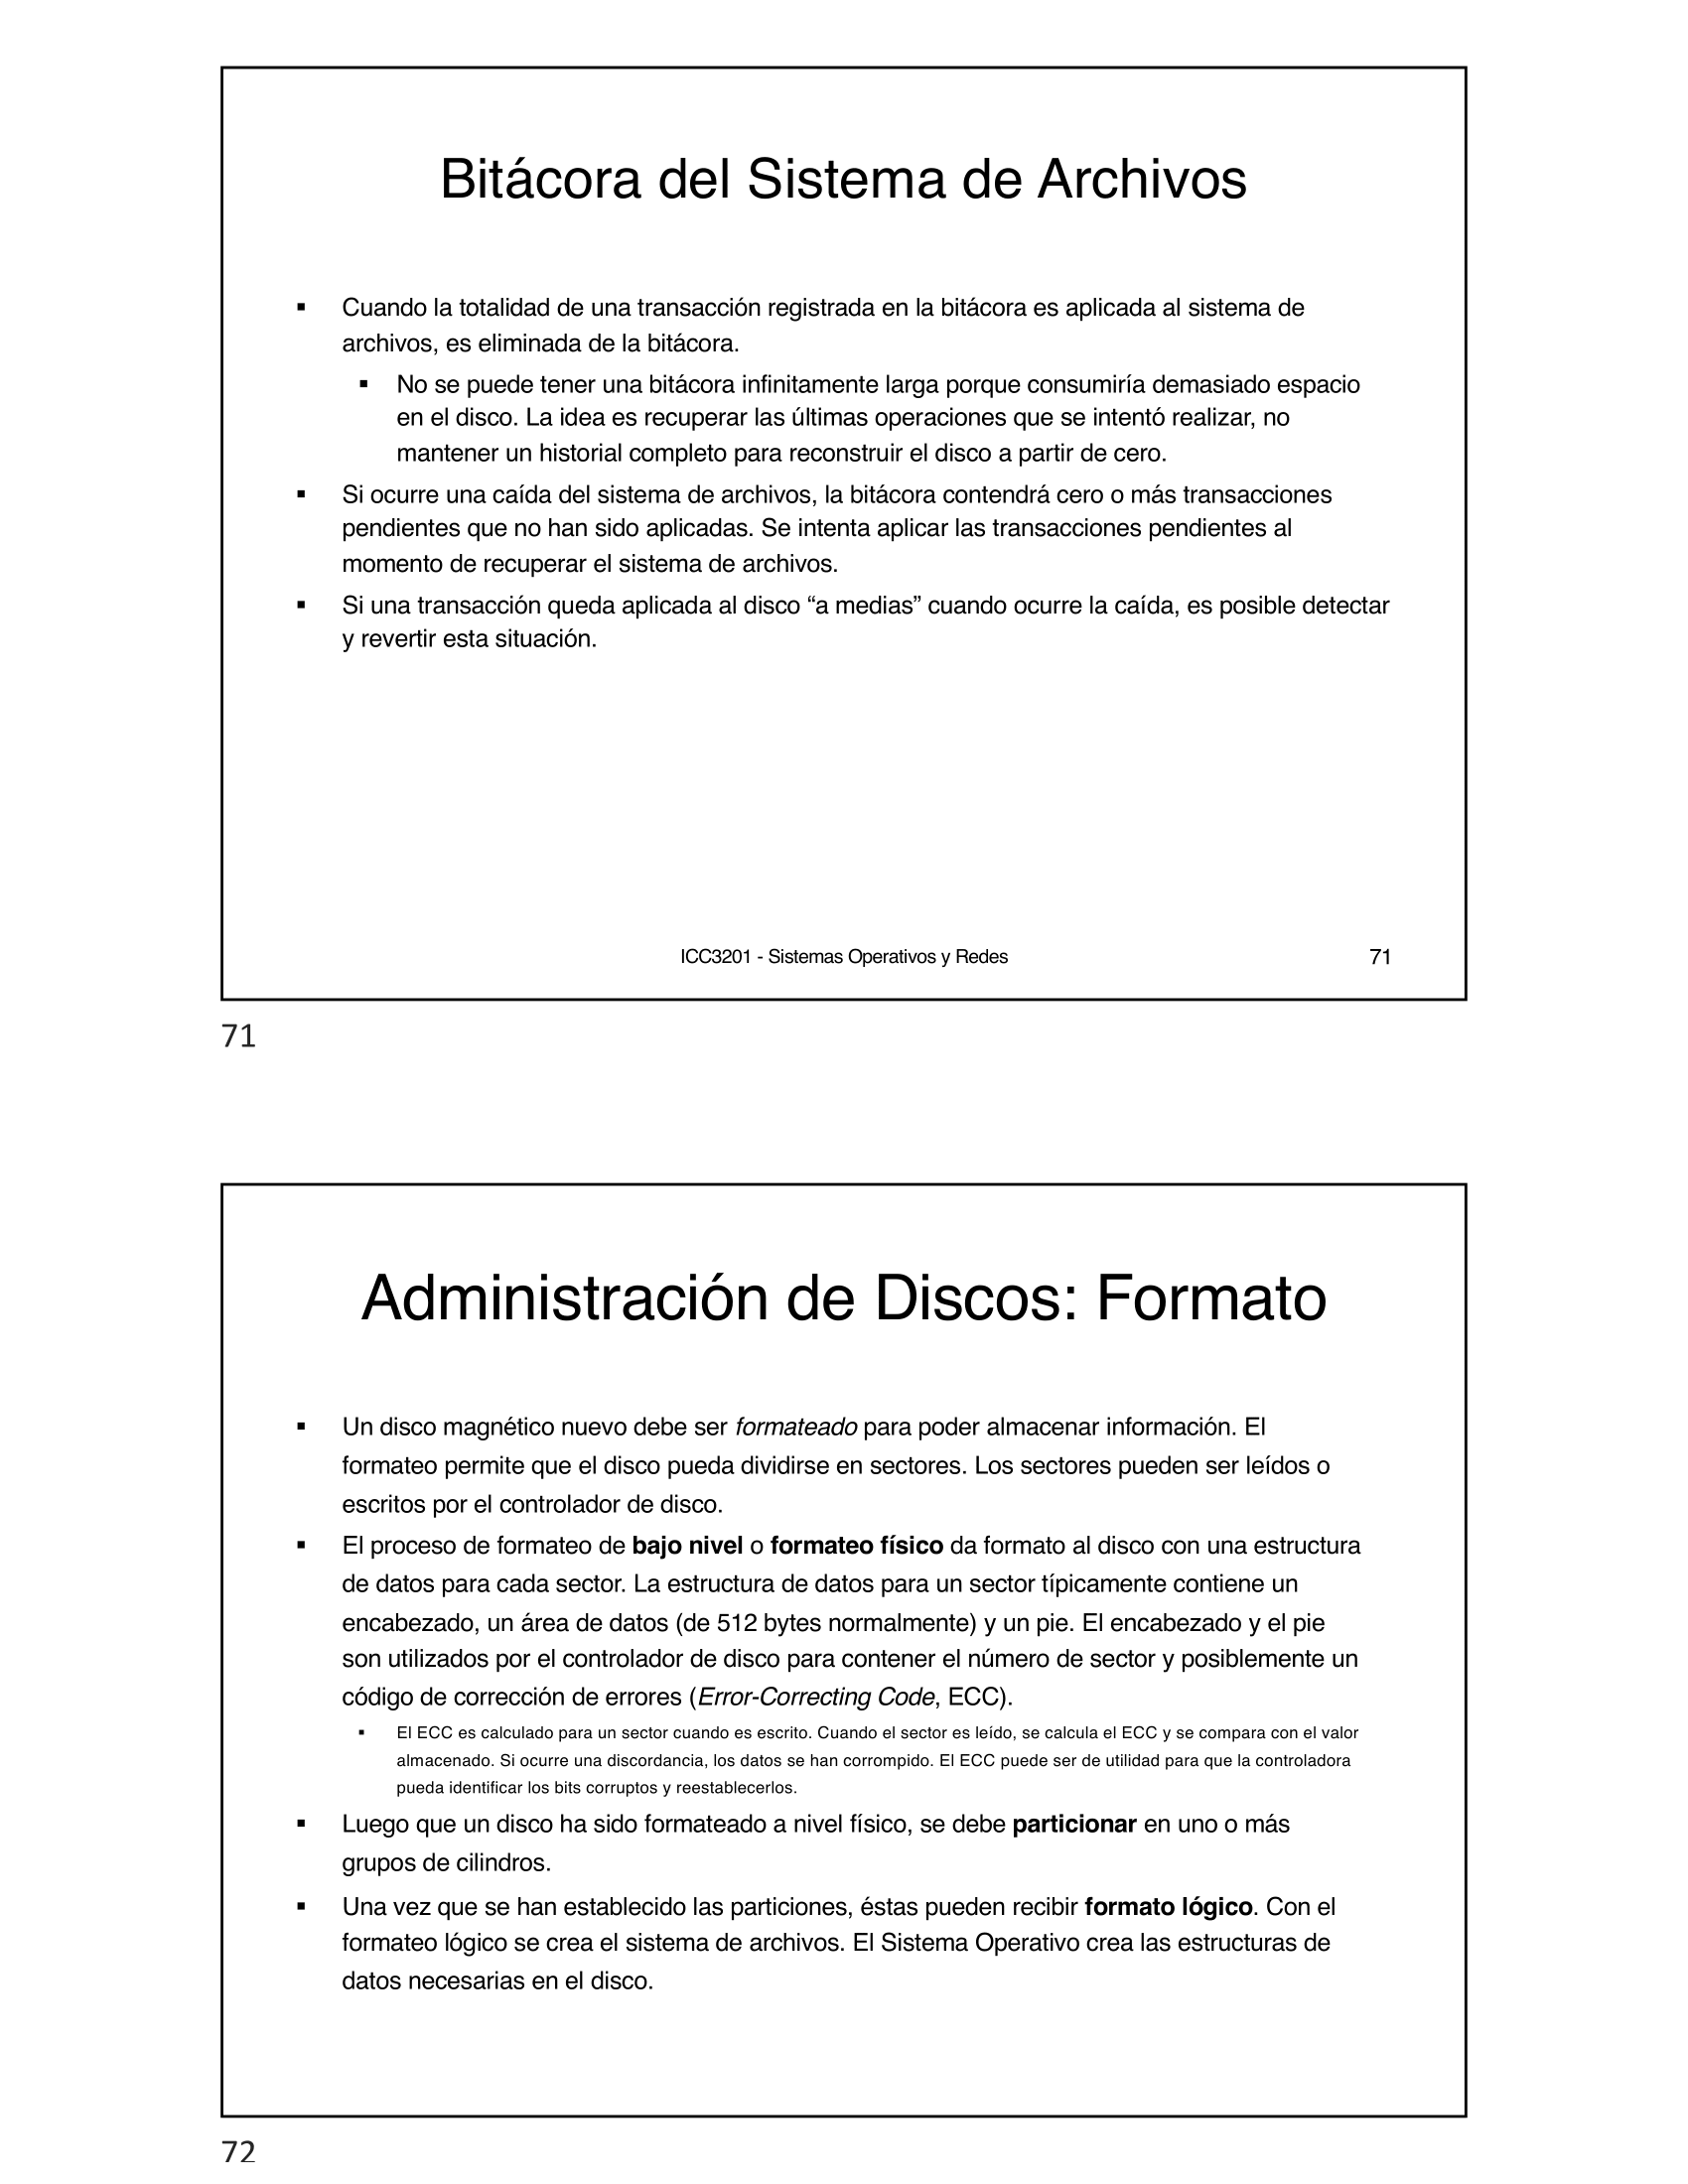 Bitácora del Sistema de Archivos
▪ Cuando la totalidad de una transacción registrada en la bitácora es aplicada al sistema de
archivos, es eliminada de la bitácora.
▪ No se puede tener una bitácora infinitamente larga porque consumiría demasiado espacio
en el disco. La idea es recuperar las últimas operaciones que se intentó realizar, no
mantener un historial completo para reconstruir el disco a partir de cero.
▪ Si ocurre una caída del sistema de archivos, la bitácora contendrá cero o más transacciones
pendientes que no han sido aplicadas. Se intenta aplicar las transacciones pendientes al
momento de recuperar el sistema de archivos.
▪ Si una transacción queda aplicada al disco “a medias” cuando ocurre la caída, es posible detectar
y revertir esta situación.
ICC3201 - Sistemas Operativos y Redes 71
71
Administración de Discos: Formato
▪ Un disco magnético nuevo debe ser formateado para poder almacenar información. El
formateo permite que el disco pueda dividirse en sectores. Los sectores pueden ser leídos o
escritos por el controlador de disco.
▪ El proceso de formateo de bajo nivel o formateo físico da formato al disco con una estructura
de datos para cada sector. La estructura de datos para un sector típicamente contiene un
encabezado, un área de datos (de 512 bytes normalmente) y un pie. El encabezado y el pie
son utilizados por el controlador de disco para contener el número de sector y posiblemente un
código de corrección de errores (Error-Correcting Code, ECC).
▪ El ECC es calculado para un sector cuando es escrito. Cuando el sector es leído, se calcula el ECC y se compara con el valor
almacenado. Si ocurre una discordancia, los datos se han corrompido. El ECC puede ser de utilidad para que la controladora
pueda identificar los bits corruptos y reestablecerlos.
▪ Luego que un disco ha sido formateado a nivel físico, se debe particionar en uno o más
grupos de cilindros.
▪ Una vez que se han establecido las particiones, éstas pueden recibir formato lógico. Con el
formateo lógico se crea el sistema de archivos. El Sistema Operativo crea las estructuras de
datos necesarias en el disco.
72